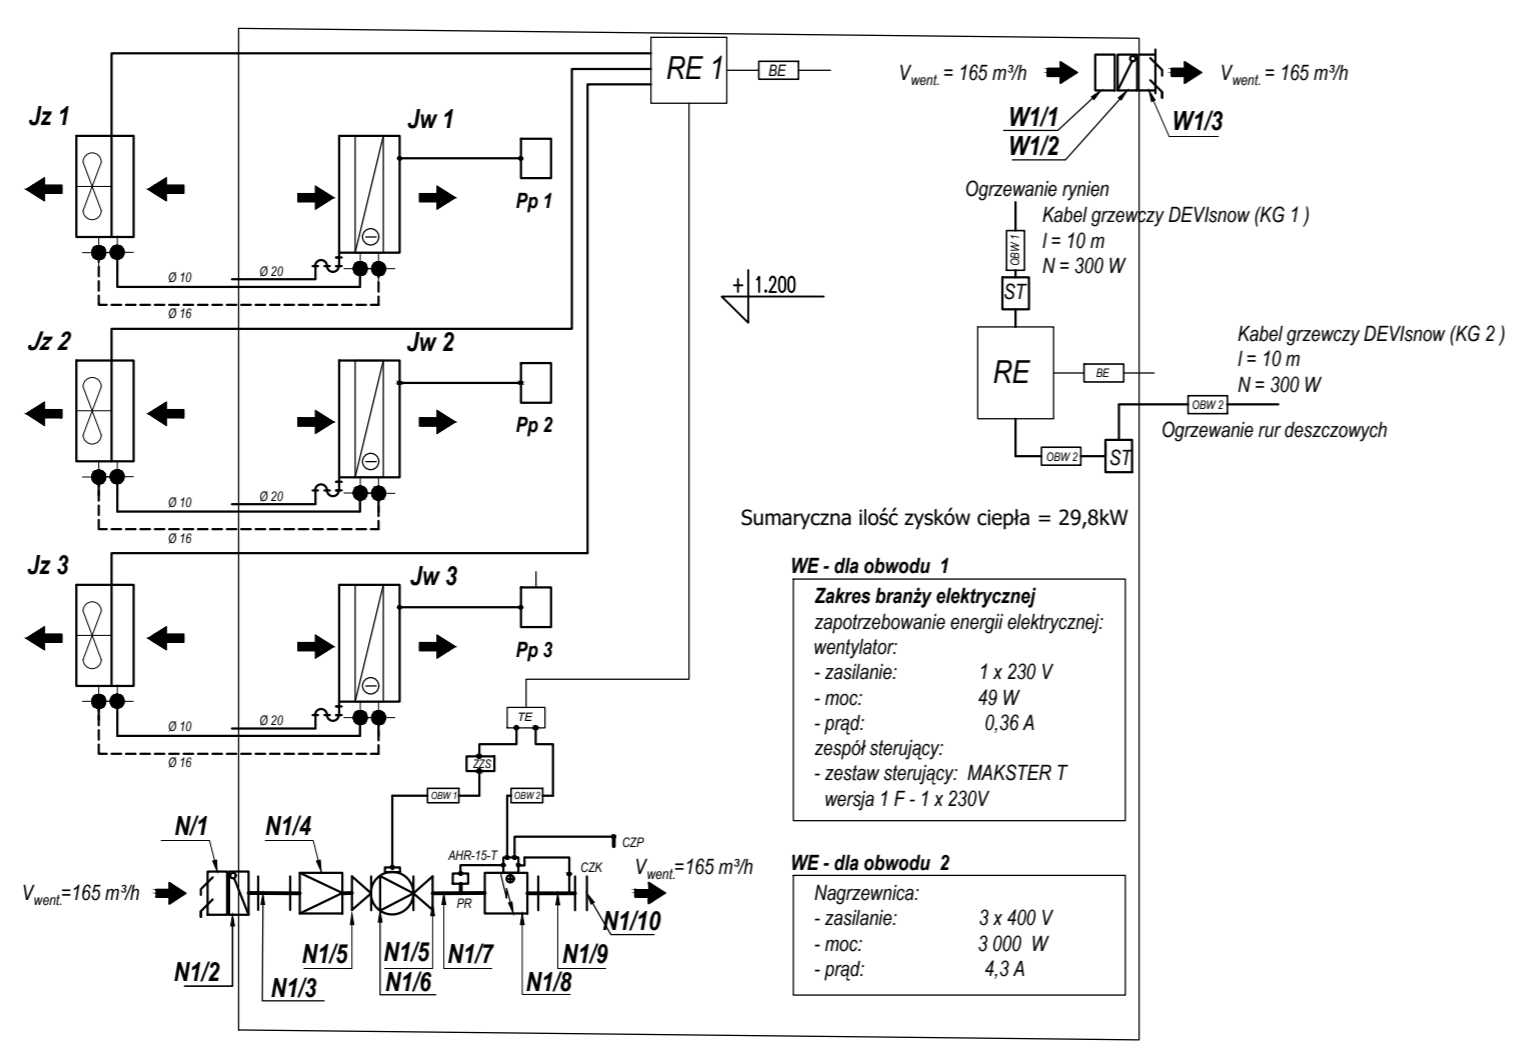 RE 1
BE
V went. = 165 m³/h
V went. = 165 m³/h
W1/1
W1/2
W1/3
Jz 1
Jw 1
Pp 1
Ø 10
Ø 20
Ø 16
Ogrzewanie rynien
Kabel grzewczy DEVIsnow (KG 1 )
l = 10 m
N = 300 W
OBW 1
ST
+ 1.200
RE
BE
Kabel grzewczy DEVIsnow (KG 2 )
l = 10 m
N = 300 W
OBW 2
Ogrzewanie rur deszczowych
OBW 2
ST
Jz 2
Jw 2
Pp 2
Ø 10
Ø 20
Ø 16
Sumaryczna ilość zysków ciepła = 29,8kW
Jz 3
Jw 3
Pp 3
Ø 10
Ø 20
Ø 16
WE - dla obwodu 1
Zakres branży elektrycznej
zapotrzebowanie energii elektrycznej:
wentylator:
- zasilanie: 1 x 230 V
- moc: 49 W
- prąd: 0,36 A
zespół sterujący:
- zestaw sterujący: MAKSTER T
wersja 1 F - 1 x 230V
WE - dla obwodu 2
Nagrzewnica:
- zasilanie: 3 x 400 V
- moc: 3 000 W
- prąd: 4,3 A
TE
ZZS
OBW 1
OBW 2
N/1
N1/4
AHR-15-T
CZP
CZK
PR
V went.=165 m³/h
V went.=165 m³/h
N1/2
N1/3
N1/5
N1/5
N1/6
N1/7
N1/8
N1/9
N1/10